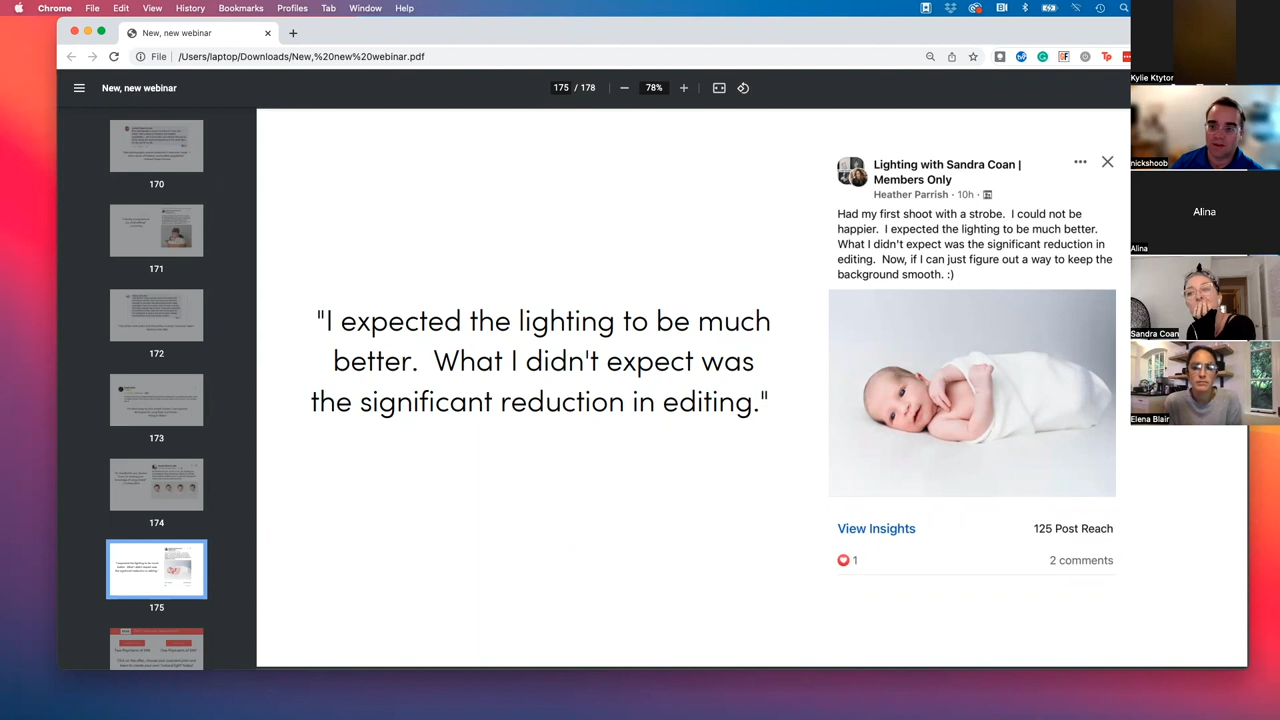 Chrome File Edit View History Bookmarks Profiles Tab Window Help
New, new webinar
File /Users/laptop/Downloads/New,%20new%20webinar.pdf
New, new webinar
175 / 178
78%
170
171
172
173
174
175
"I expected the lighting to be much
better. What I didn't expect was
the significant reduction in editing."
Lighting with Sandra Coan |
Members Only
Heather Parrish · 10h ·
Had my first shoot with a strobe. I could not be
happier. I expected the lighting to be much better.
What I didn't expect was the significant reduction in
editing. Now, if I can just figure out a way to keep the
background smooth. :)
View Insights
125 Post Reach
1
2 comments
Kylie Ktytor
nickshoob
Alina
Alina
Sandra Coan
Elena Blair